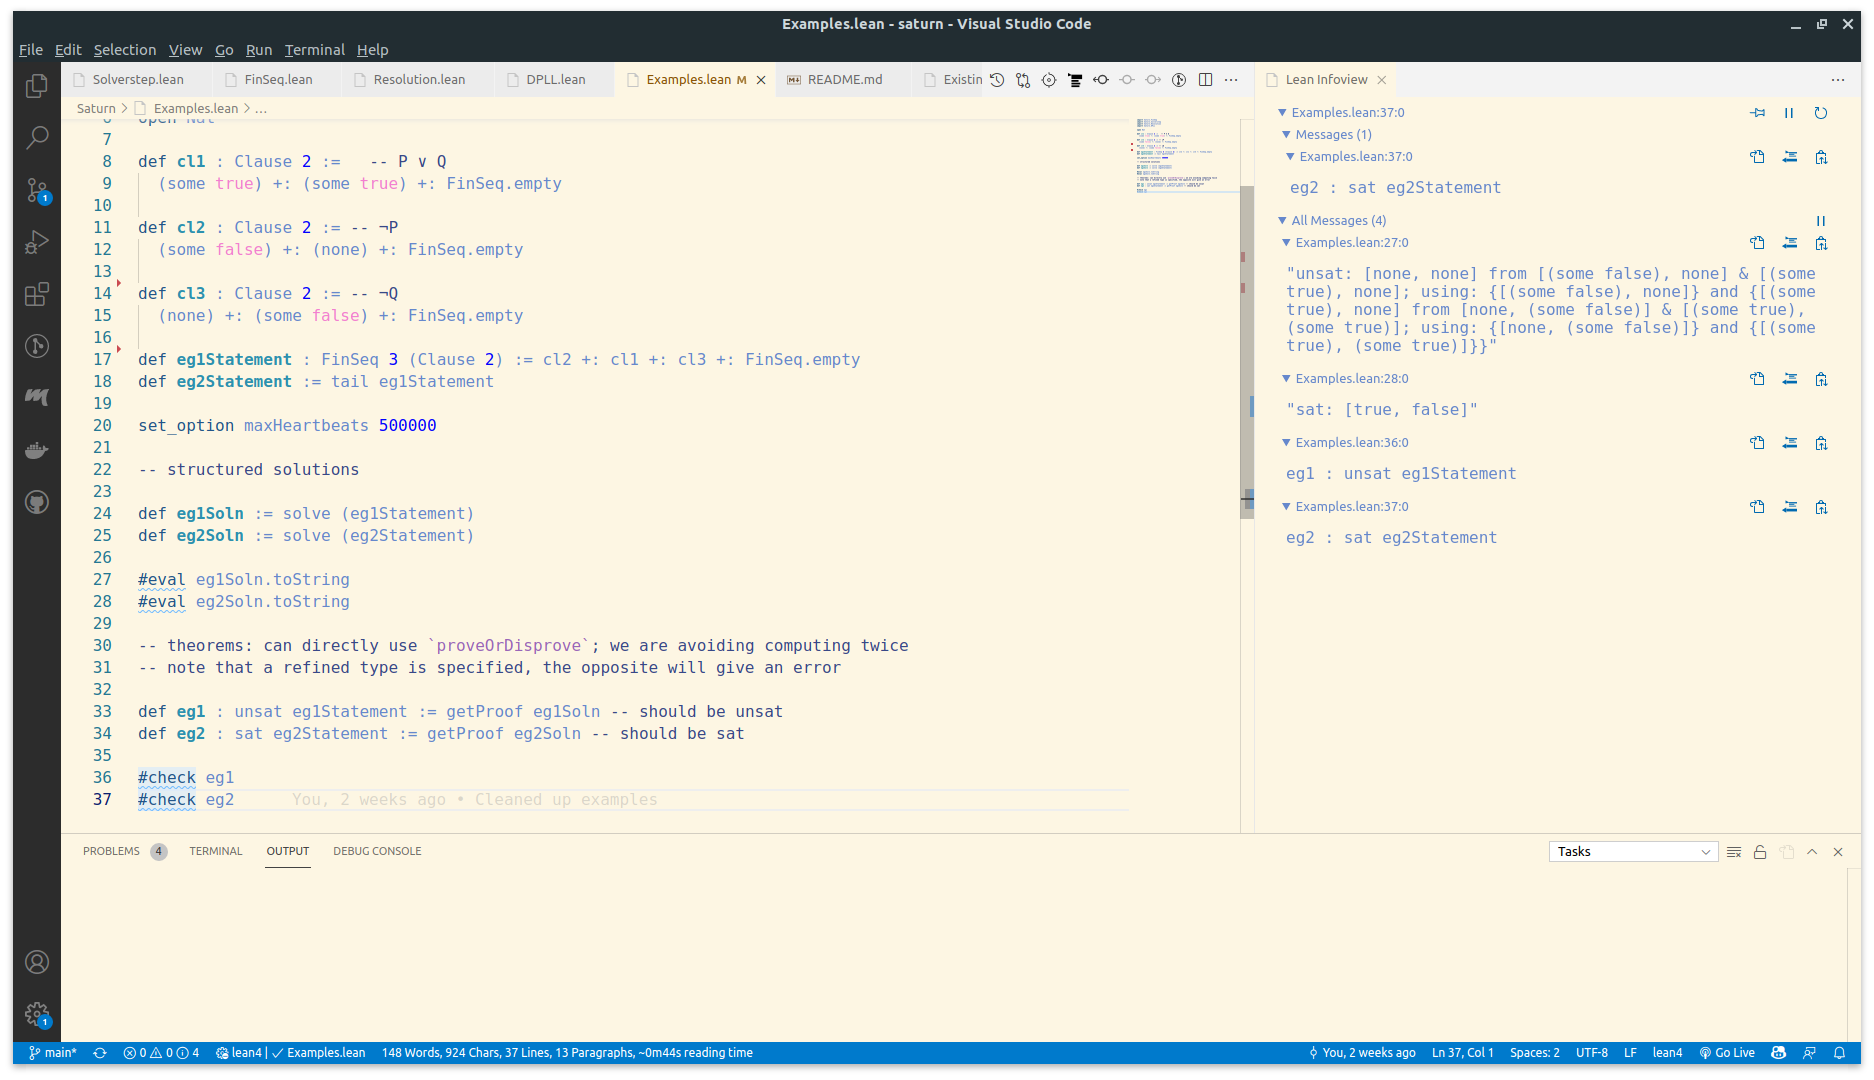 Examples.lean - saturn - Visual Studio Code
File Edit Selection View Go Run Terminal Help
Solverstep.lean FinSeq.lean Resolution.lean DPLL.lean Examples.lean M README.md Existin
Saturn > Examples.lean > ...
6 open Nat
7
8 def cl1 : Clause 2 :=   -- P ∨ Q
9 (some true) +: (some true) +: FinSeq.empty
10
11 def cl2 : Clause 2 := -- ¬P
12 (some false) +: (none) +: FinSeq.empty
13
14 def cl3 : Clause 2 := -- ¬Q
15 (none) +: (some false) +: FinSeq.empty
16
17 def eg1Statement : FinSeq 3 (Clause 2) := cl2 +: cl1 +: cl3 +: FinSeq.empty
18 def eg2Statement := tail eg1Statement
19
20 set_option maxHeartbeats 500000
21
22 -- structured solutions
23
24 def eg1Soln := solve (eg1Statement)
25 def eg2Soln := solve (eg2Statement)
26
27 #eval eg1Soln.toString
28 #eval eg2Soln.toString
29
30 -- theorems: can directly use `proveOrDisprove`; we are avoiding computing twice
31 -- note that a refined type is specified, the opposite will give an error
32
33 def eg1 : unsat eg1Statement := getProof eg1Soln -- should be unsat
34 def eg2 : sat eg2Statement := getProof eg2Soln -- should be sat
35
36 #check eg1
37 #check eg2 You, 2 weeks ago • Cleaned up examples
Lean Infoview
Examples.lean:37:0
Messages (1)
Examples.lean:37:0
eg2 : sat eg2Statement
All Messages (4)
Examples.lean:27:0
"unsat: [none, none] from [(some false), none] & [(some
true), none]; using: {[(some false), none]} and {[(some
true), none] from [none, (some false)] & [(some true),
(some true)]; using: {[none, (some false)]} and {[(some
true), (some true)]}}"
Examples.lean:28:0
"sat: [true, false]"
Examples.lean:36:0
eg1 : unsat eg1Statement
Examples.lean:37:0
eg2 : sat eg2Statement
PROBLEMS 4 TERMINAL OUTPUT DEBUG CONSOLE
Tasks
1
1
main* 0 0 4 lean4 | Examples.lean 148 Words, 924 Chars, 37 Lines, 13 Paragraphs, ~0m44s reading time You, 2 weeks ago Ln 37, Col 1 Spaces: 2 UTF-8 LF lean4 Go Live